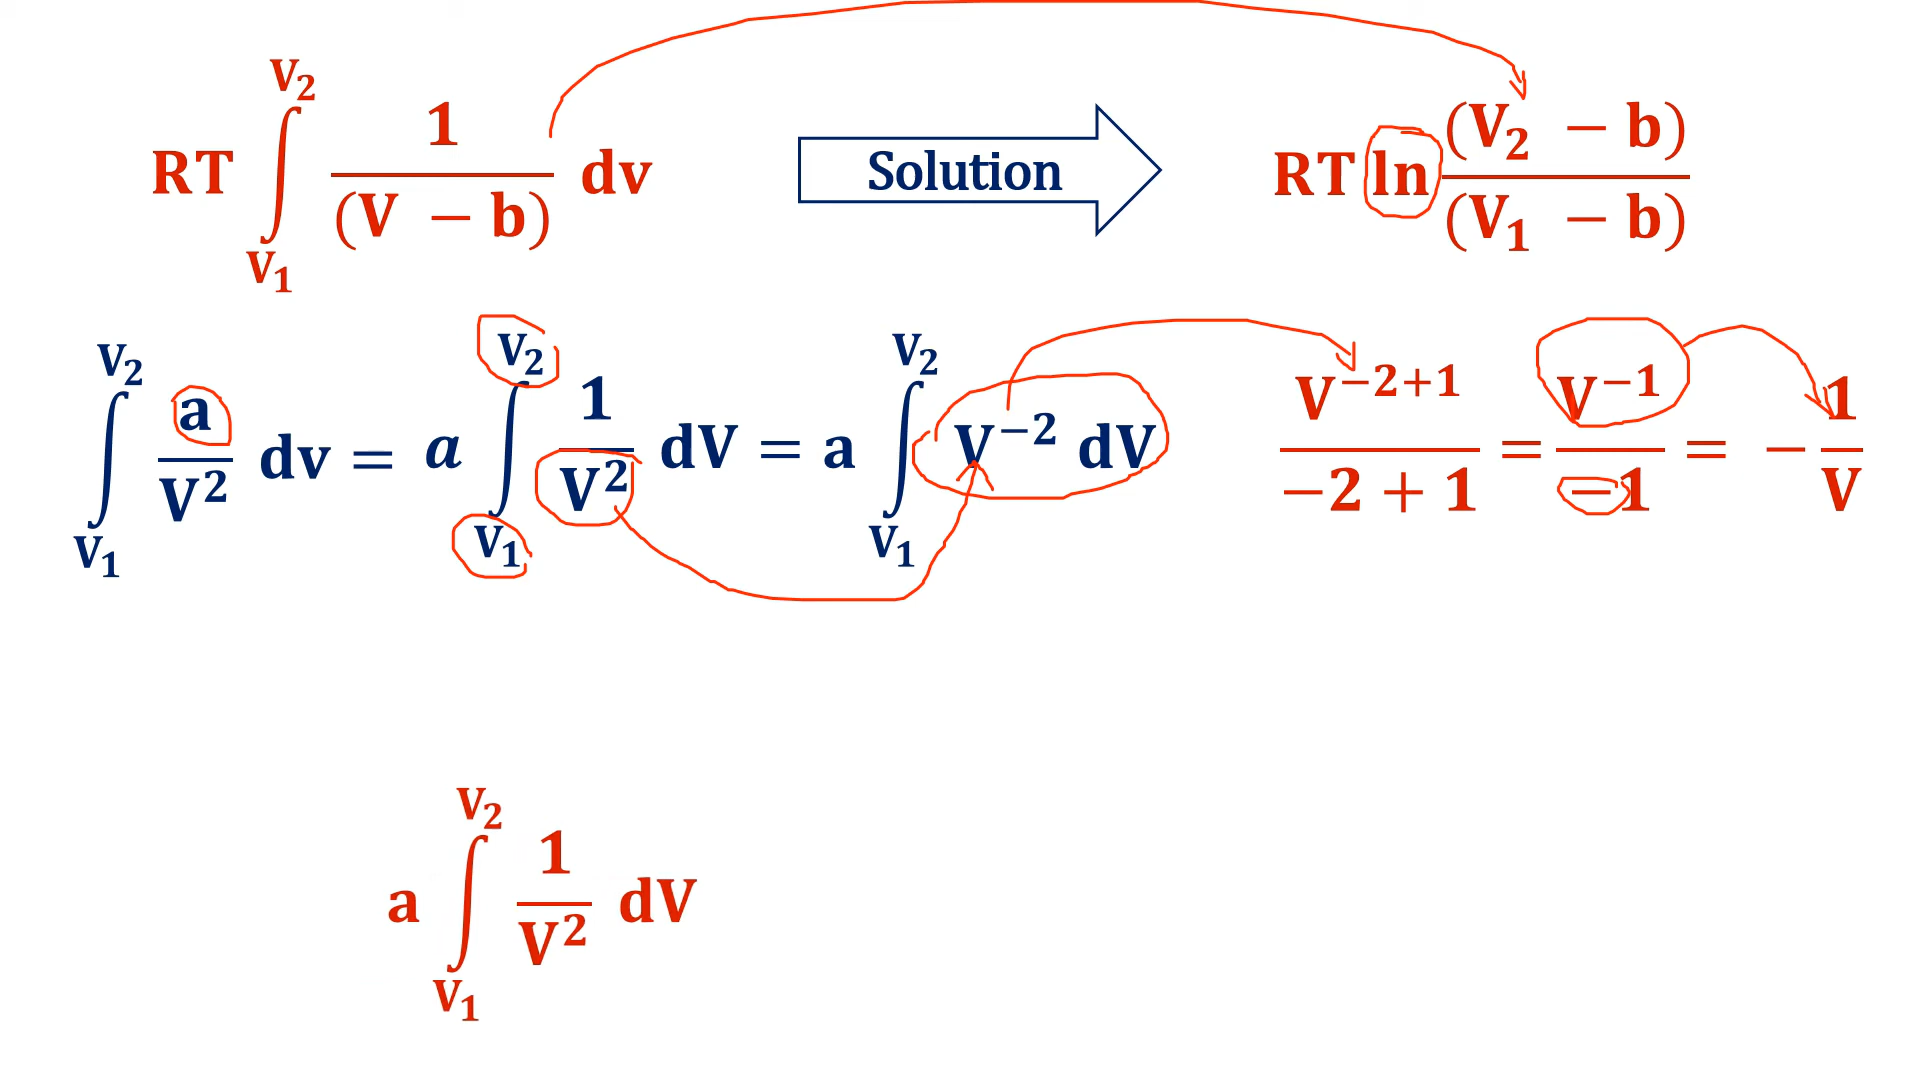 RT ∫_{V₁}^{V₂} 1/(V − b) dv Solution RT ln (V₂ − b)/(V₁ − b)
∫_{V₁}^{V₂} a/V² dv = a ∫_{V₁}^{V₂} 1/V² dV = a ∫_{V₁}^{V₂} V⁻² dV V⁻²⁺¹/−2 + 1 = V⁻¹/−1 = − 1/V
a ∫_{V₁}^{V₂} 1/V² dV